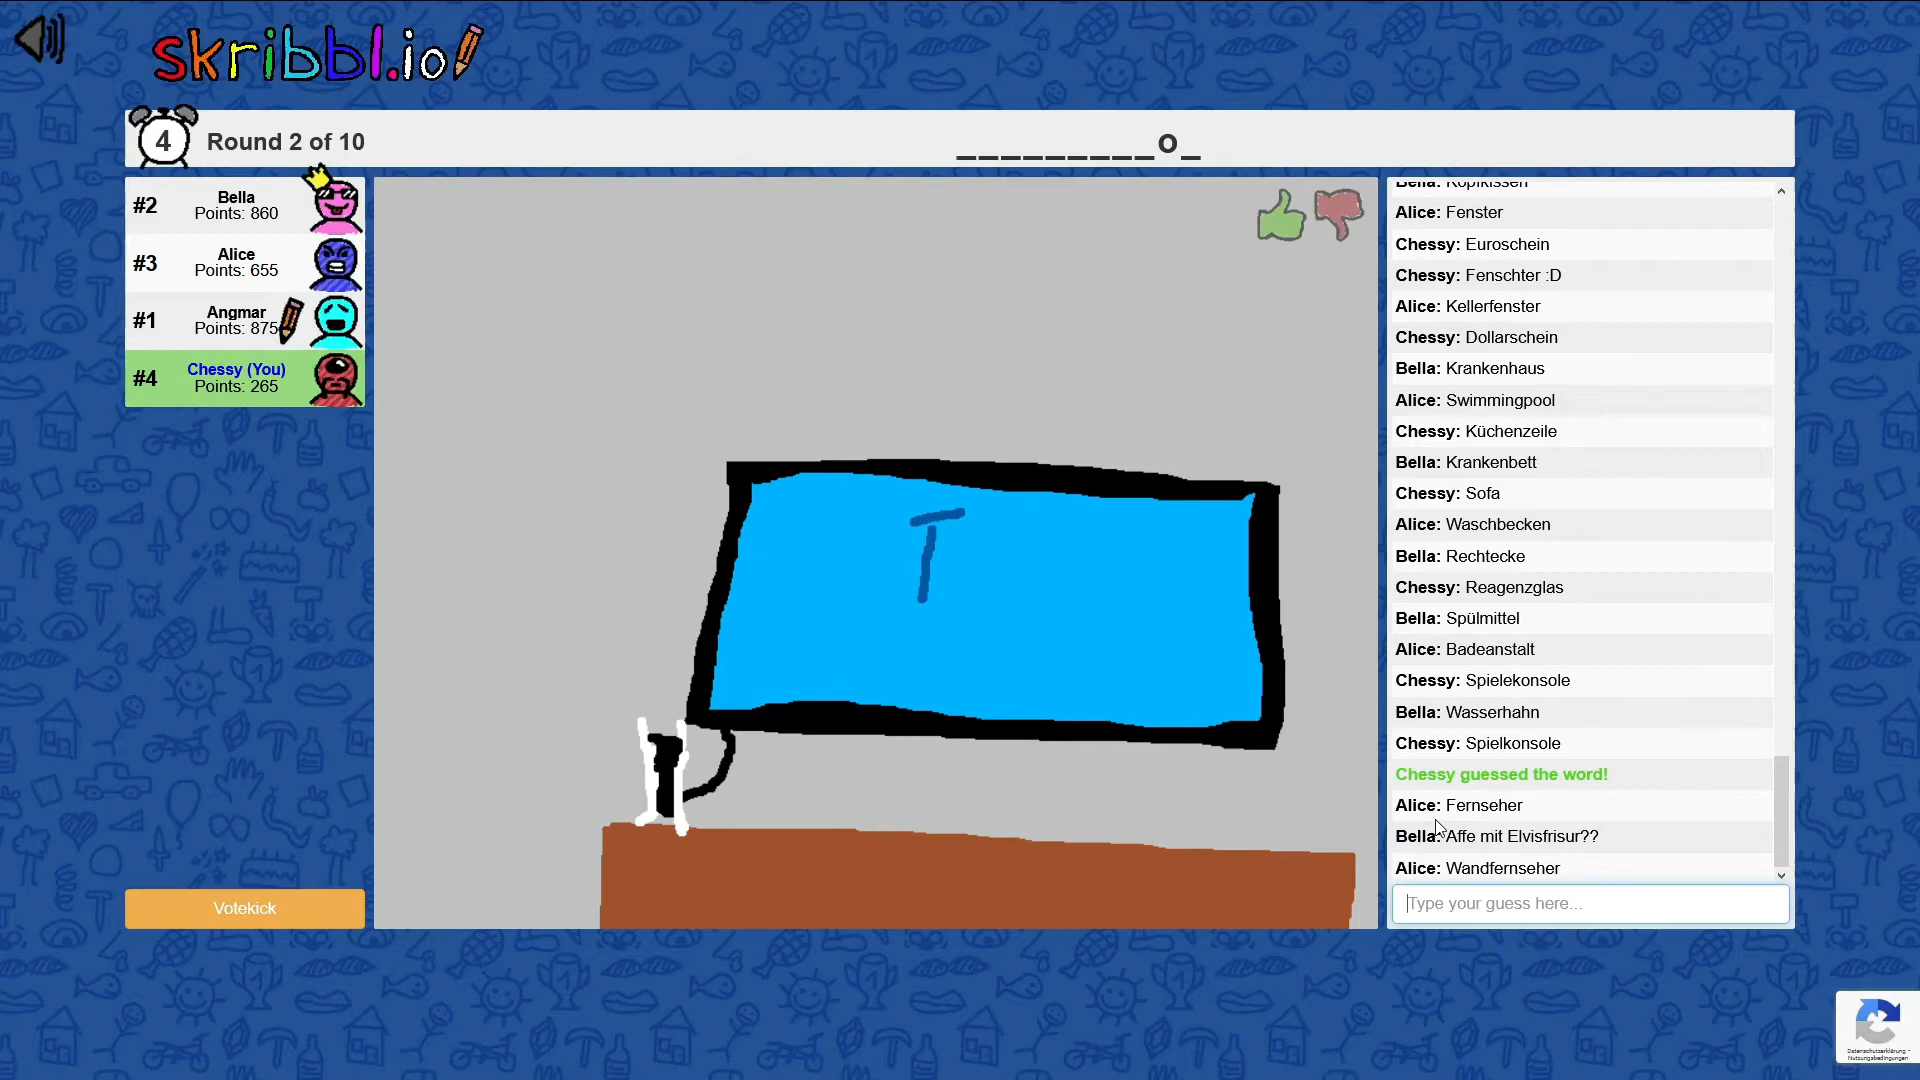 skribbl.io
4
Round 2 of 10
_________o_
#2
Bella
Points: 860
#3
Alice
Points: 655
#1
Angmar
Points: 875
#4
Chessy (You)
Points: 265
Votekick
T
Bella: Kopfkissen
Alice: Fenster
Chessy: Euroschein
Chessy: Fenschter :D
Alice: Kellerfenster
Chessy: Dollarschein
Bella: Krankenhaus
Alice: Swimmingpool
Chessy: Küchenzeile
Bella: Krankenbett
Chessy: Sofa
Alice: Waschbecken
Bella: Rechtecke
Chessy: Reagenzglas
Bella: Spülmittel
Alice: Badeanstalt
Chessy: Spielekonsole
Bella: Wasserhahn
Chessy: Spielkonsole
Chessy guessed the word!
Alice: Fernseher
Bella: Affe mit Elvisfrisur??
Alice: Wandfernseher
Type your guess here...
Datenschutzerklärung -
Nutzungsbedingungen